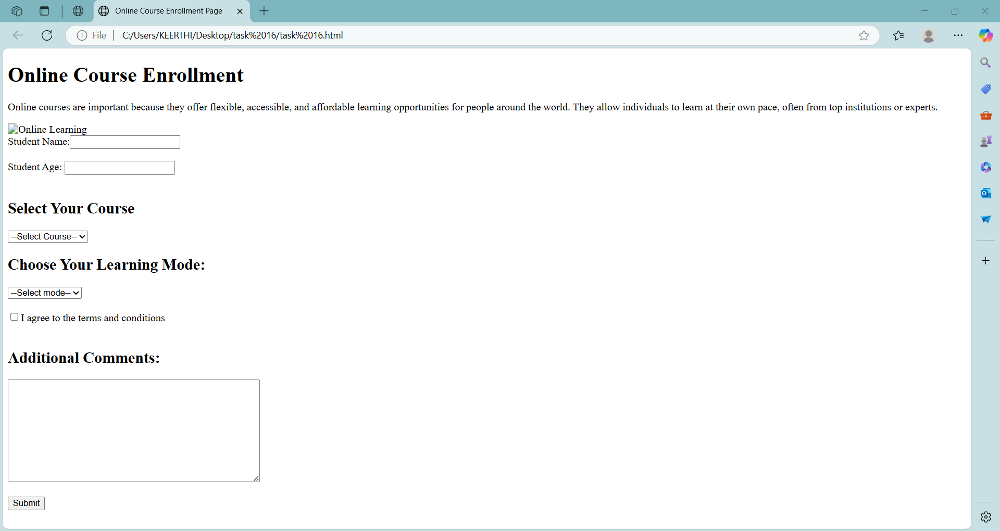 Online Course Enrollment Page
File
C:/Users/KEERTHI/Desktop/task%2016/task%2016.html
Online Course Enrollment
Online courses are important because they offer flexible, accessible, and affordable learning opportunities for people around the world. They allow individuals to learn at their own pace, often from top institutions or experts.
Online Learning
Student Name:
Student Age:
Select Your Course
--Select Course--
Choose Your Learning Mode:
--Select mode--
I agree to the terms and conditions
Additional Comments:
Submit